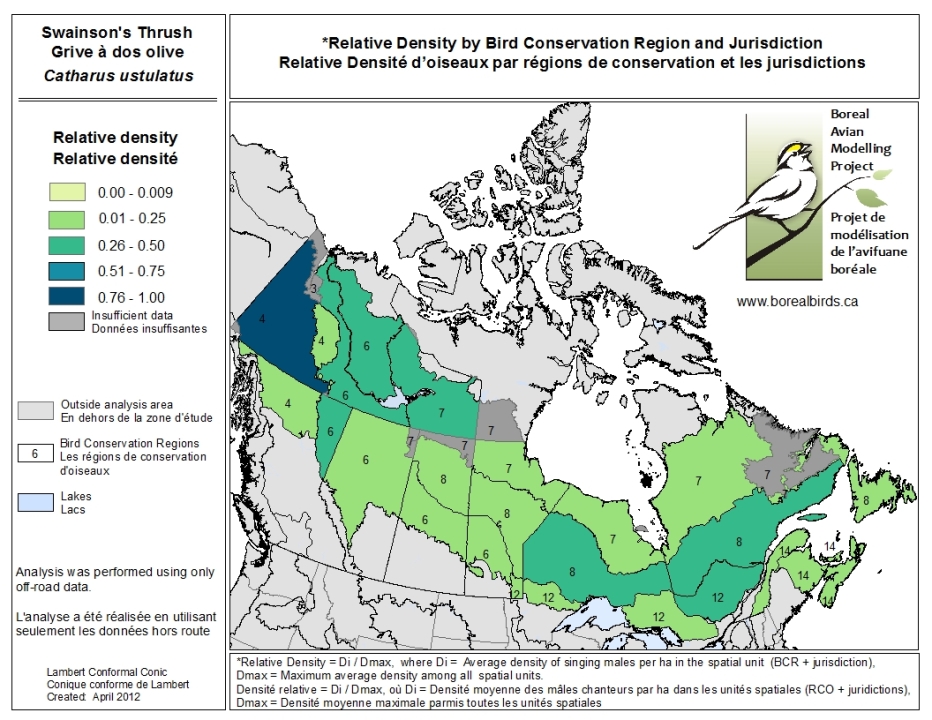 Swainson's Thrush
Grive à dos olive
Catharus ustulatus
*Relative Density by Bird Conservation Region and Jurisdiction
Relative Densité d'oiseaux par régions de conservation et les jurisdictions
Relative density
Relative densité
0.00 - 0.009
0.01 - 0.25
0.26 - 0.50
0.51 - 0.75
0.76 - 1.00
Insufficient data
Données insuffisantes
Outside analysis area
En dehors de la zone d'étude
6
Bird Conservation Regions
Les régions de conservation
d'oiseaux
Lakes
Lacs
Analysis was performed using only
off-road data.
L'analyse a été réalisée en utilisant
seulement les données hors route
Lambert Conformal Conic
Conique conforme de Lambert
Created: April 2012
Boreal
Avian
Modelling
Project
Projet de
modélisation
de l'avifuane
boréale
www.borealbirds.ca
3
4
4
6
4
6
7
6
7
7
7
6
7
8
7
8
6
6
7
8
12
12
7
7
8
12
8
14
14
14
*Relative Density = Di / Dmax, where Di = Average density of singing males per ha in the spatial unit (BCR + jurisdiction),
Dmax = Maximum average density among all spatial units.
Densité relative = Di / Dmax, où Di = Densité moyenne des mâles chanteurs par ha dans les unités spatiales (RCO + juridictions),
Dmax = Densité moyenne maximale parmis toutes les unités spatiales